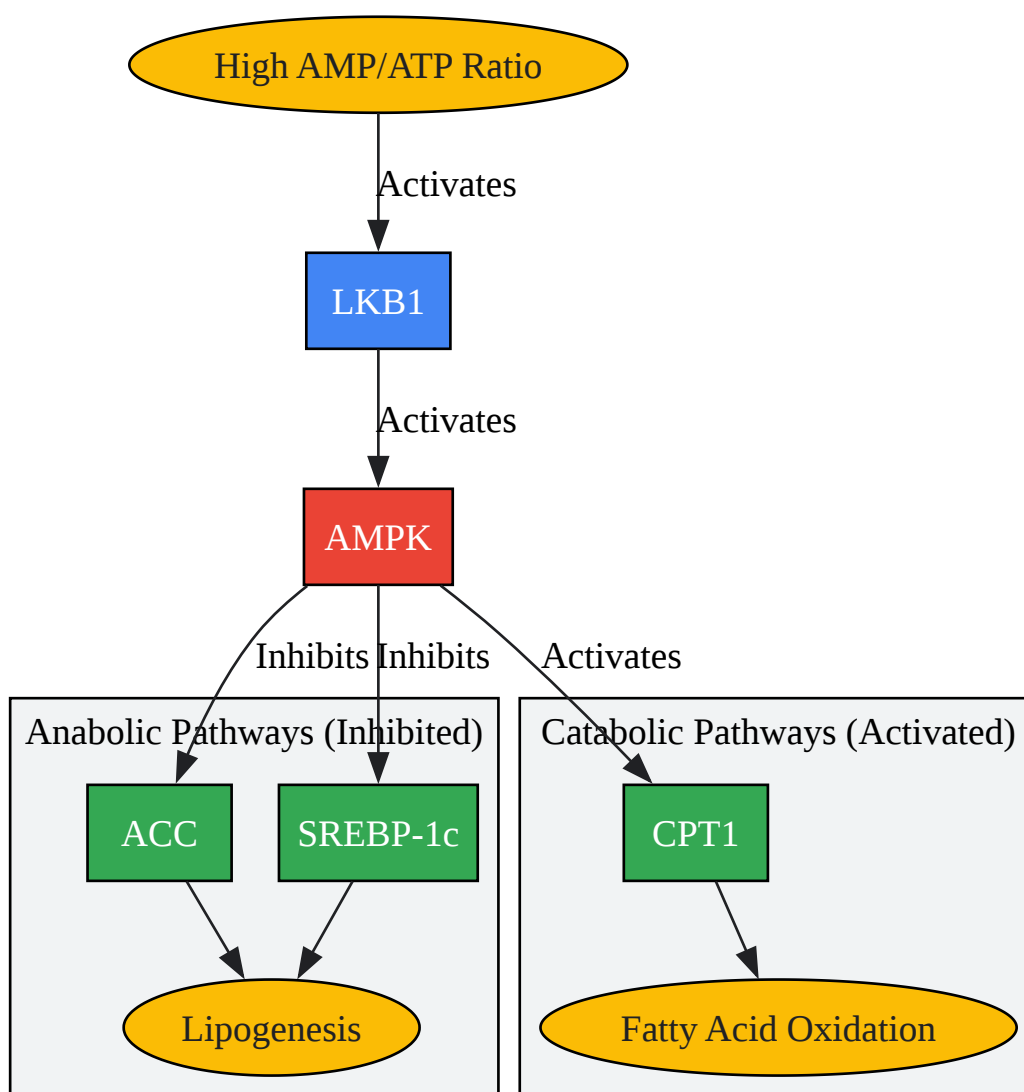 High AMP/ATP Ratio
Activates
LKB1
Activates
AMPK
Inhibits
Inhibits
Activates
Anabolic Pathways (Inhibited)
Catabolic Pathways (Activated)
ACC
SREBP-1c
CPT1
Lipogenesis
Fatty Acid Oxidation